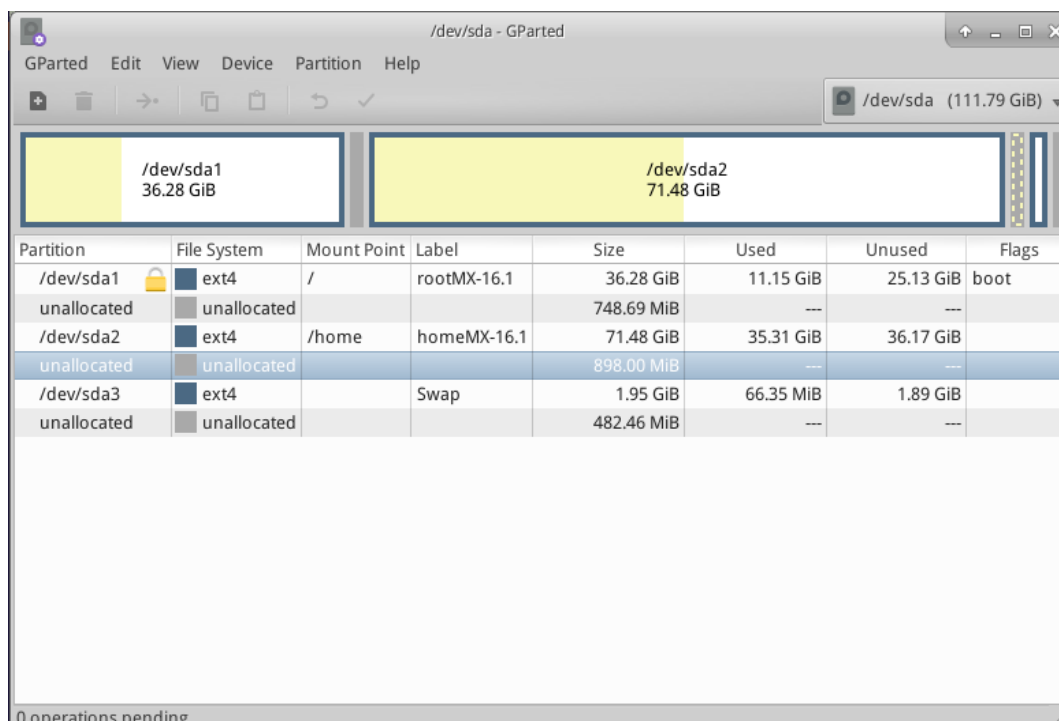 /dev/sda - GParted
GParted Edit View Device Partition Help
/dev/sda (111.79 GiB)
/dev/sda1
36.28 GiB
/dev/sda2
71.48 GiB
Partition File System Mount Point Label Size Used Unused Flags
/dev/sda1 ext4 / rootMX-16.1 36.28 GiB 11.15 GiB 25.13 GiB boot
unallocated unallocated 748.69 MiB --- ---
/dev/sda2 ext4 /home homeMX-16.1 71.48 GiB 35.31 GiB 36.17 GiB
unallocated unallocated 898.00 MiB --- ---
/dev/sda3 ext4 Swap 1.95 GiB 66.35 MiB 1.89 GiB
unallocated unallocated 482.46 MiB --- ---
0 operations pending